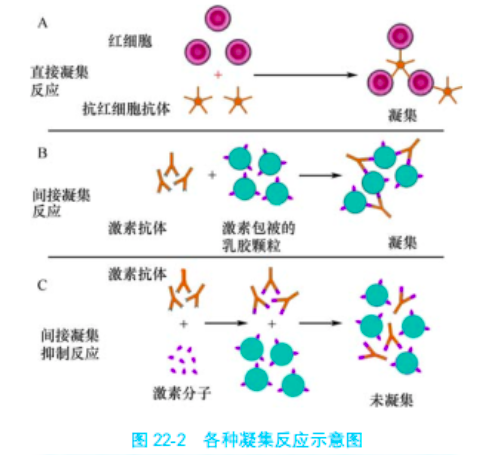 A
红细胞
直接凝集
反应
+
抗红细胞抗体
凝集
B
间接凝集
反应
+
激素抗体
激素包被的
乳胶颗粒
凝集
C
激素抗体
间接凝集
抑制反应
+
+
激素分子
未凝集
图 22-2 各种凝集反应示意图